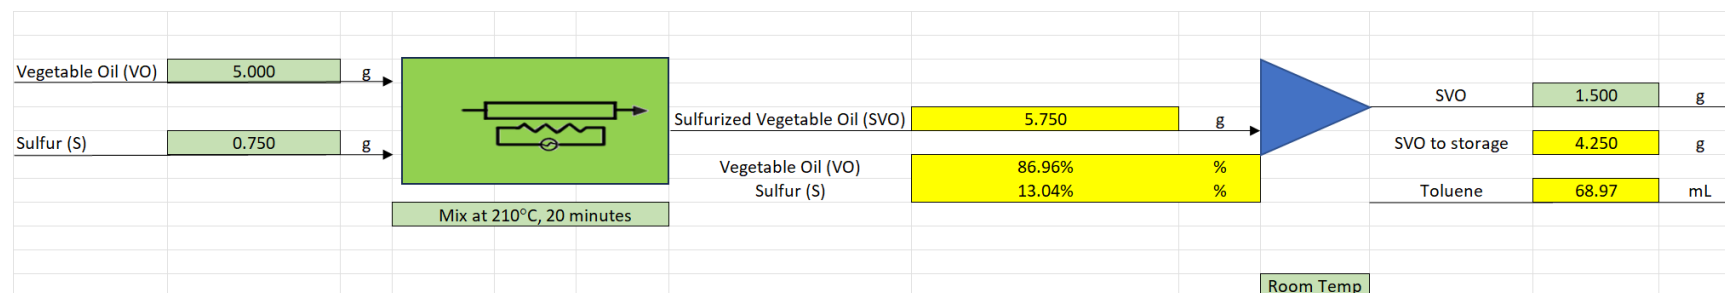 Vegetable Oil (VO) 5.000 g
SVO 1.500 g
Sulfurized Vegetable Oil (SVO) 5.750 g
Sulfur (S) 0.750 g
SVO to storage 4.250 g
Vegetable Oil (VO) 86.96% %
Sulfur (S) 13.04% %
Toluene 68.97 mL
Mix at 210°C, 20 minutes
Room Temp